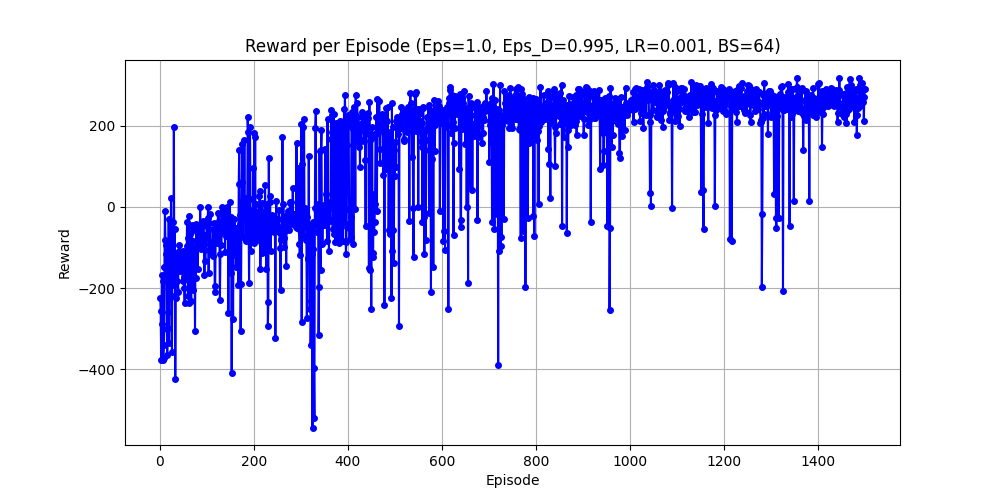 Reward per Episode (Eps=1.0, Eps_D=0.995, LR=0.001, BS=64)
200
0
−200
−400
Reward
0 200 400 600 800 1000 1200 1400
Episode